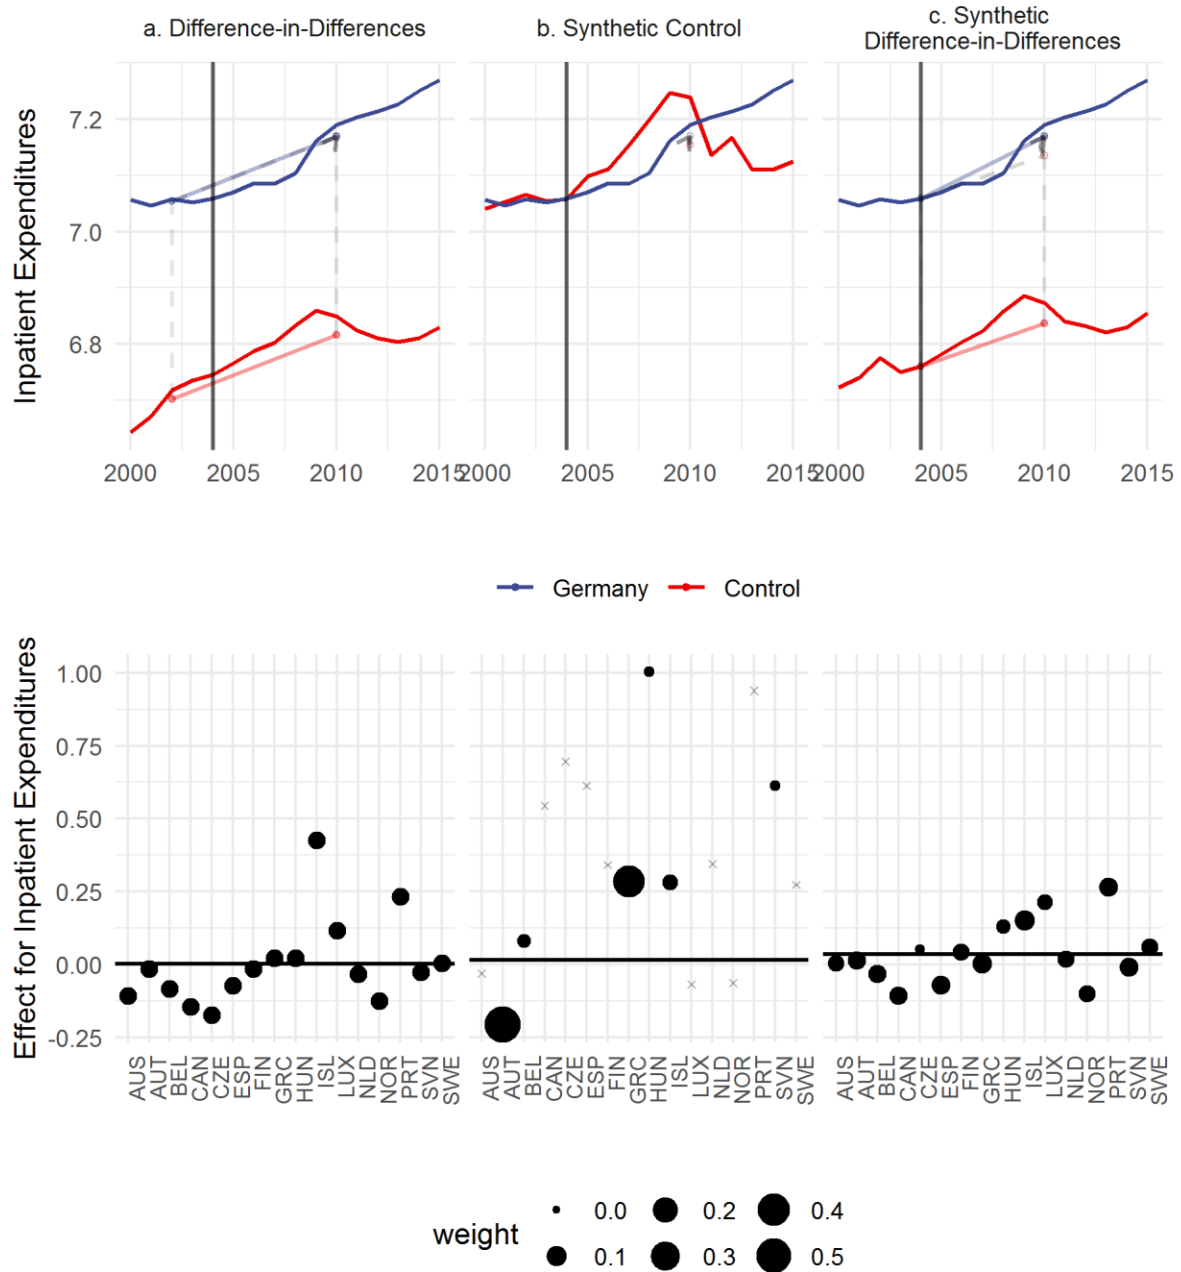 a. Difference-in-Differences
b. Synthetic Control
c. Synthetic
Difference-in-Differences
Inpatient Expenditures
7.2
7.0
6.8
2000 2005 2010 2015
2000 2005 2010 2015
2000 2005 2010 2015
Germany Control
Effect for Inpatient Expenditures
1.00
0.75
0.50
0.25
0.00
-0.25
AUS AUT BEL CAN CZE ESP FIN GRC HUN ISL LUX NLD NOR PRT SVN SWE
AUS AUT BEL CAN CZE ESP FIN GRC HUN ISL LUX NLD NOR PRT SVN SWE
AUS AUT BEL CAN CZE ESP FIN GRC HUN ISL LUX NLD NOR PRT SVN SWE
weight
0.0 0.2 0.4
0.1 0.3 0.5